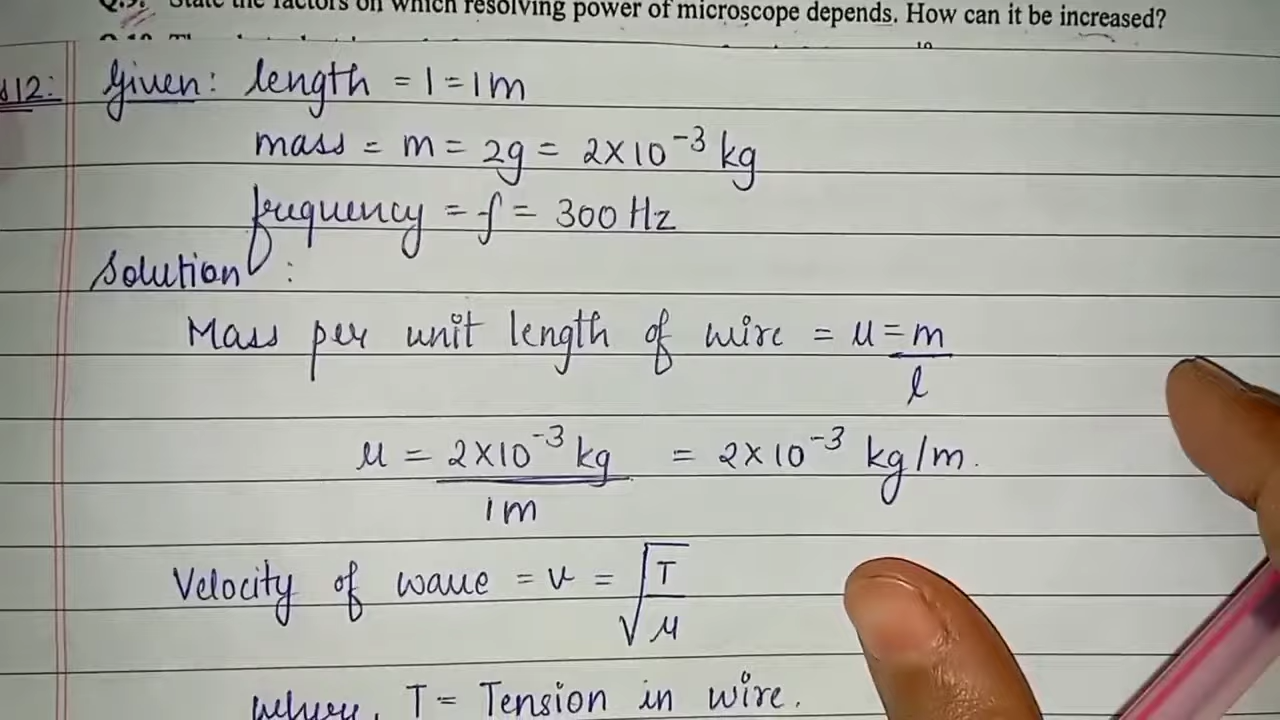 State the factors on which resolving power of microscope depends. How can it be increased?
Q12: Given: length = l = 1m
mass = m = 2g = 2×10⁻³ kg
frequency = f = 300 Hz
Solution :
Mass per unit length of wire = μ = m/l
μ = 2×10⁻³ kg / 1m = 2×10⁻³ kg/m.
Velocity of wave = v = √(T/μ)
where, T = Tension in wire.